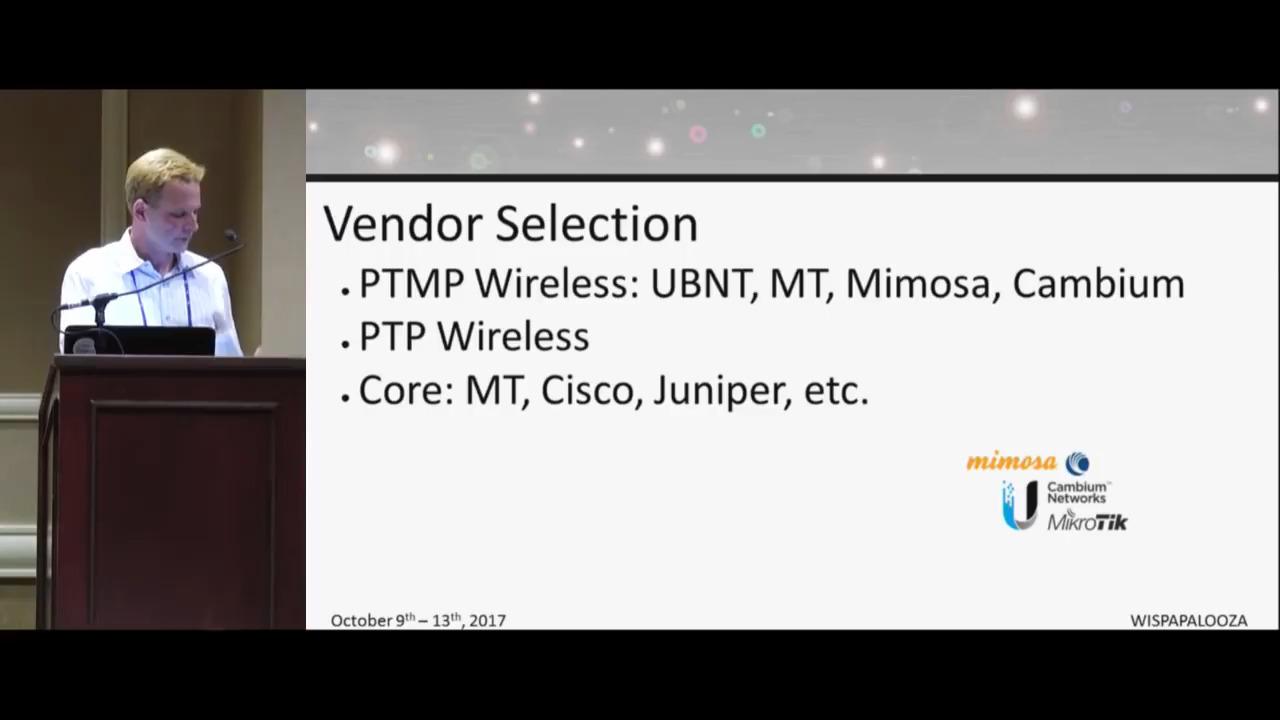 Vendor Selection
. PTMP Wireless: UBNT, MT, Mimosa, Cambium
. PTP Wireless
. Core: MT, Cisco, Juniper, etc.
mimosa
Cambium™
Networks
MikroTik
October 9th – 13th, 2017
WISPAPALOOZA